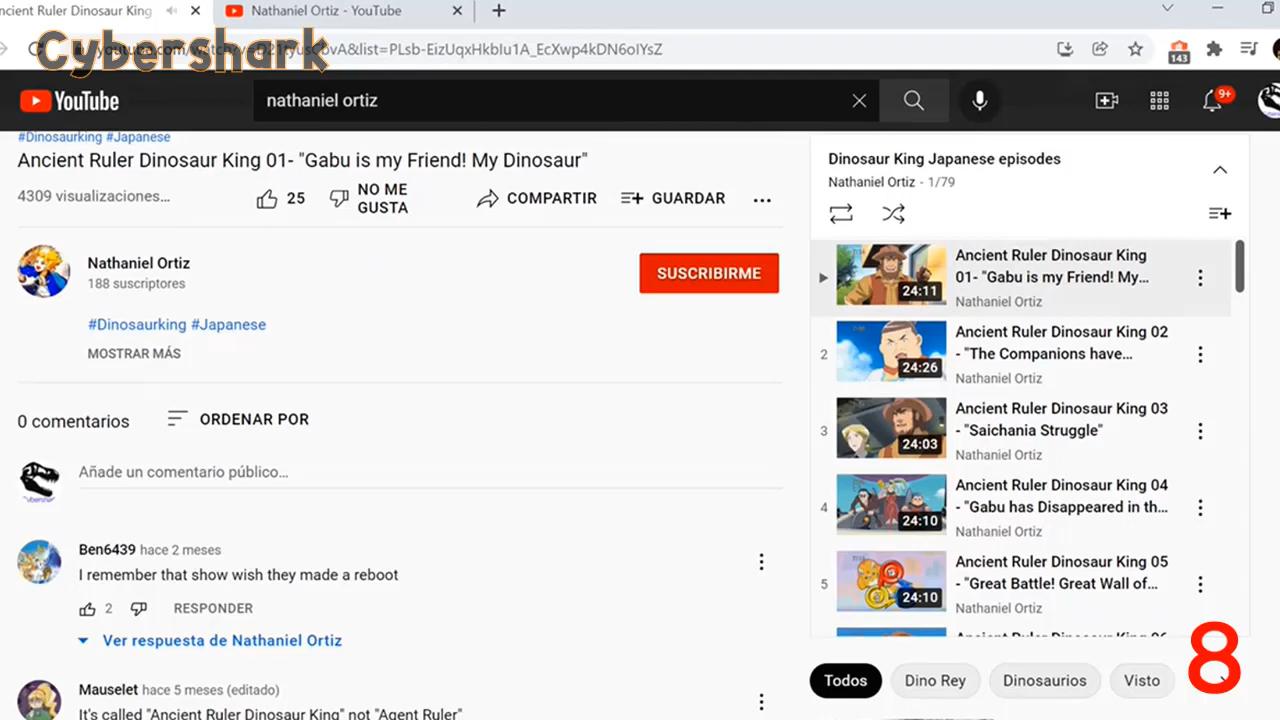 ncient Ruler Dinosaur King
Nathaniel Ortiz - YouTube
Cybershark
&list=PLsb-EizUqxHkbIu1A_EcXwp4kDN6oIYsZ
143
YouTube
nathaniel ortiz
9+
#Dinosaurking #Japanese
Ancient Ruler Dinosaur King 01- "Gabu is my Friend! My Dinosaur"
4309 visualizaciones...
25
NO ME
GUSTA
COMPARTIR
GUARDAR
Nathaniel Ortiz
188 suscriptores
SUSCRIBIRME
#Dinosaurking #Japanese
MOSTRAR MÁS
0 comentarios
ORDENAR POR
Añade un comentario público...
Ben6439 hace 2 meses
I remember that show wish they made a reboot
2
RESPONDER
Ver respuesta de Nathaniel Ortiz
Mauselet hace 5 meses (editado)
It's called "Ancient Ruler Dinosaur King" not "Agent Ruler"
Dinosaur King Japanese episodes
Nathaniel Ortiz - 1/79
24:11
Ancient Ruler Dinosaur King
01- "Gabu is my Friend! My...
Nathaniel Ortiz
2
24:26
Ancient Ruler Dinosaur King 02
- "The Companions have...
Nathaniel Ortiz
3
24:03
Ancient Ruler Dinosaur King 03
- "Saichania Struggle"
Nathaniel Ortiz
4
24:10
Ancient Ruler Dinosaur King 04
- "Gabu has Disappeared in th...
Nathaniel Ortiz
5
24:10
Ancient Ruler Dinosaur King 05
- "Great Battle! Great Wall of...
Nathaniel Ortiz
Todos
Dino Rey
Dinosaurios
Visto
8